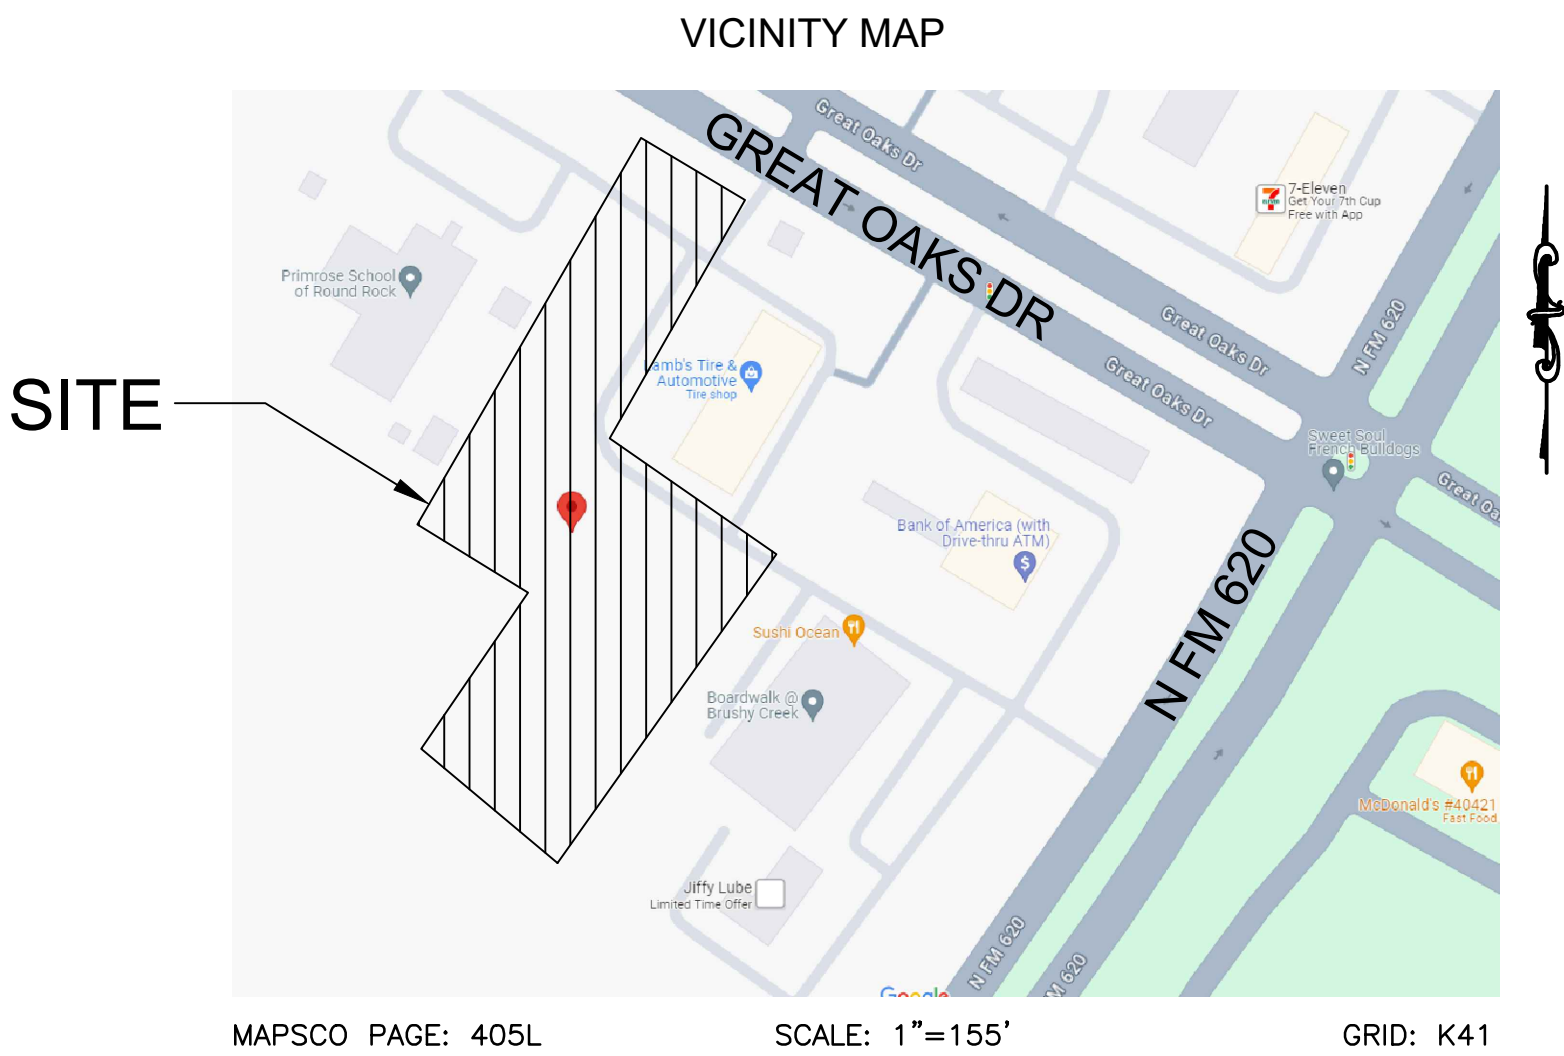 VICINITY MAP
Great Oaks Dr
GREAT OAKS DR
7-Eleven
Get Your 7th Cup
Free with App
Primrose School
of Round Rock
Great Oaks Dr
N FM 620
Lamb's Tire &
Automotive
Tire shop
Great Oaks Dr
SITE
Sweet Soul
French Bulldogs
Great Oa
Bank of America (with
Drive-thru ATM)
N FM 620
Sushi Ocean
Boardwalk @
Brushy Creek
McDonald's #40421
Fast Food
Jiffy Lube
Limited Time Offer
N FM 620
M 620
Google
MAPSCO PAGE: 405L
SCALE: 1"=155'
GRID: K41